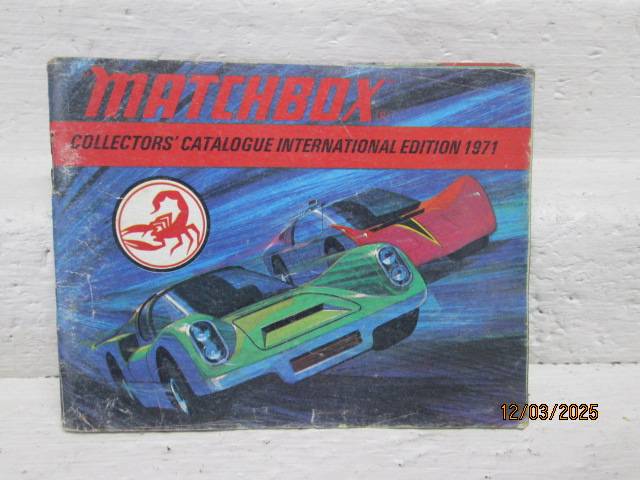 MATCHBOX
COLLECTORS' CATALOGUE INTERNATIONAL EDITION 1971
12/03/2025